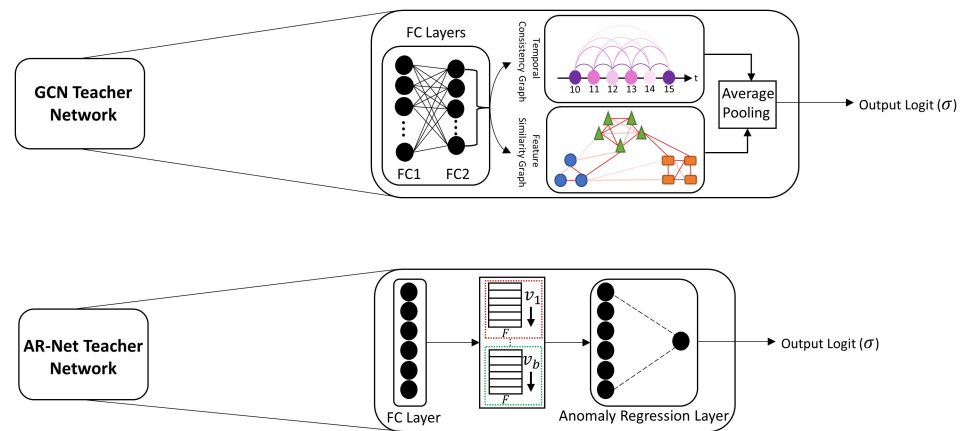 GCN Teacher
Network
FC Layers
FC1
FC2
Temporal
Consistency Graph
10 11 12 13 14 15
t
Feature
Similarity Graph
Average
Pooling
Output Logit (σ)
AR-Net Teacher
Network
FC Layer
v₁
F
v_b
F
Anomaly Regression Layer
Output Logit (σ)